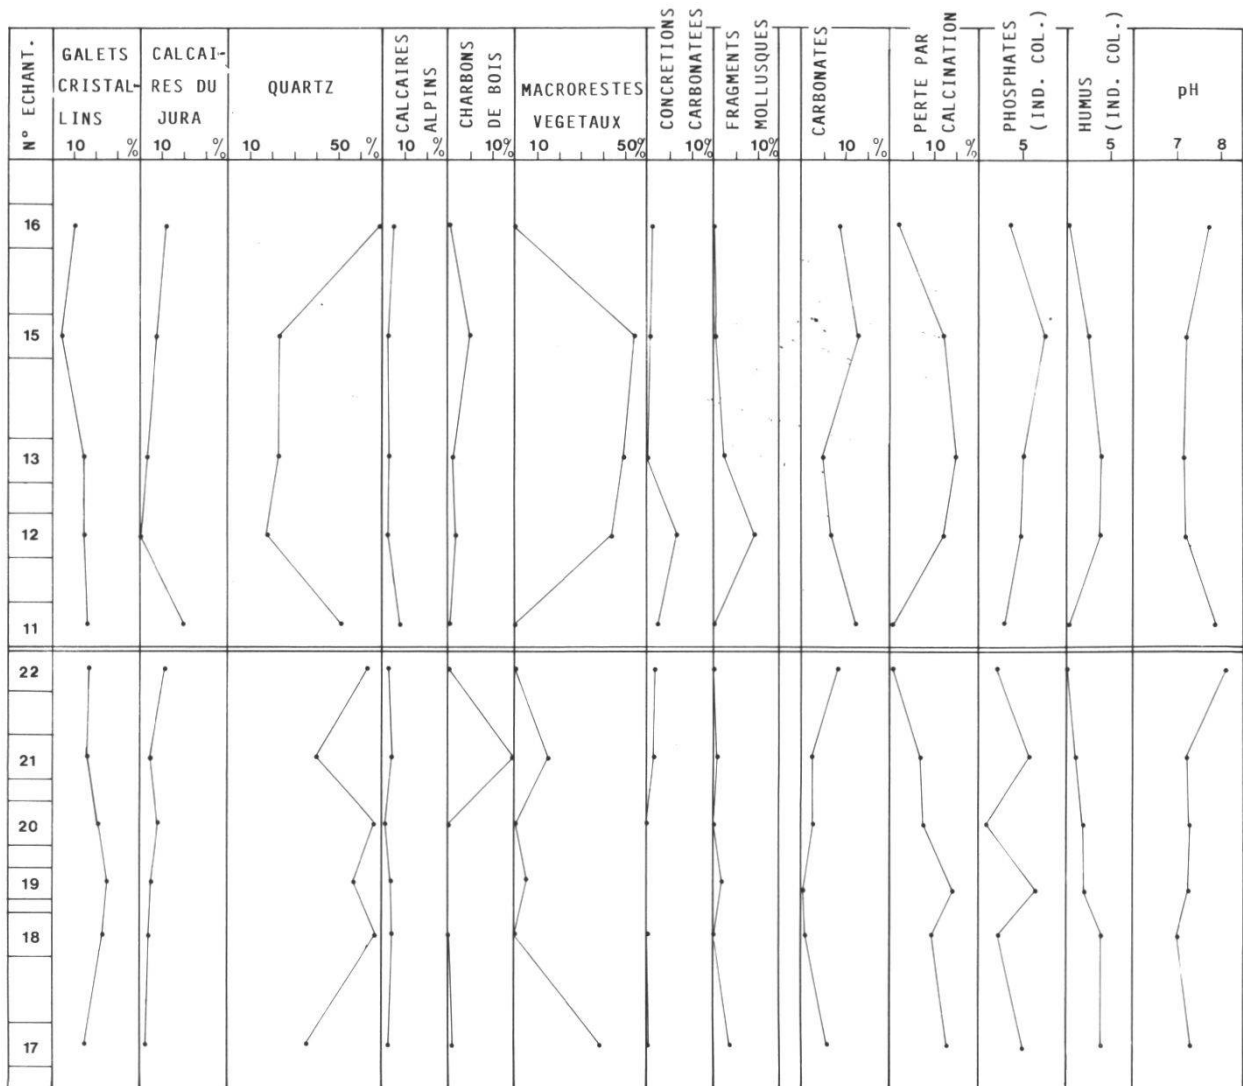 N° ECHANT.
GALETS
CRISTAL-
LINS
10 %
CALCAI-
RES DU
JURA
10 %
QUARTZ
10 50 %
CALCAIRES
ALPINS
10 %
CHARBONS
DE BOIS
10%
MACRORESTES
VEGETAUX
10 50%
CONCRETIONS
CARBONATES
10%
FRAGMENTS
MOLLUSQUES
10%
CARBONATES
10 %
PERTE PAR
CALCINATION
10 %
PHOSPHATES
(IND. COL.)
5
HUMUS
(IND. COL.)
5
pH
7 8
16
15
13
12
11
22
21
20
19
18
17